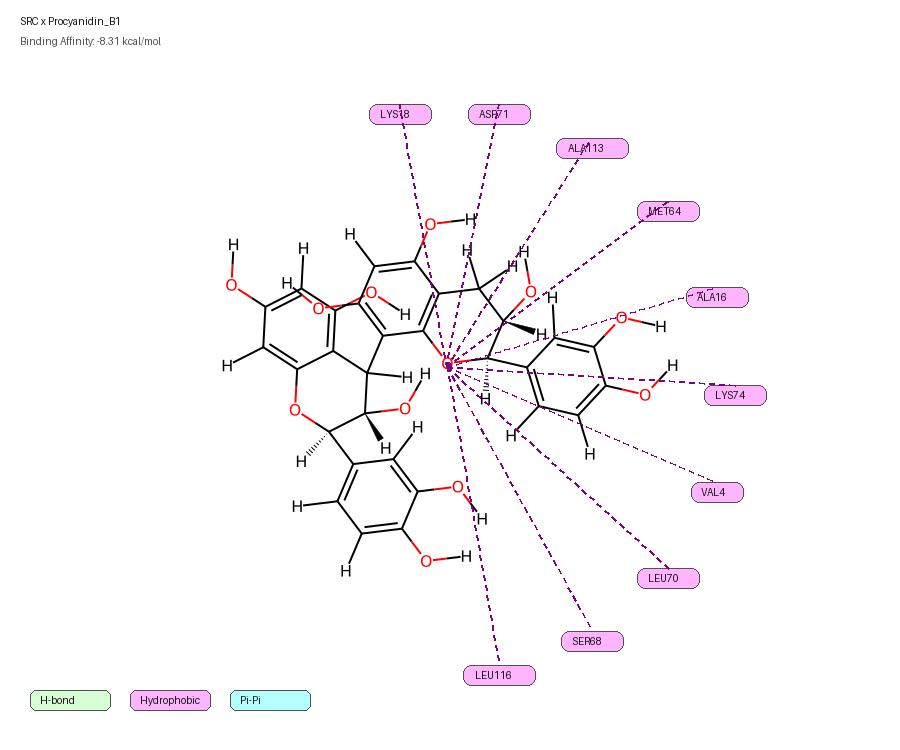 SRC x Procyanidin_B1
Binding Affinity: -8.31 kcal/mol
LYS18
ASP71
ALA113
MET64
ALA16
LYS74
VAL4
LEU70
SER68
LEU116
H-bond
Hydrophobic
Pi-Pi